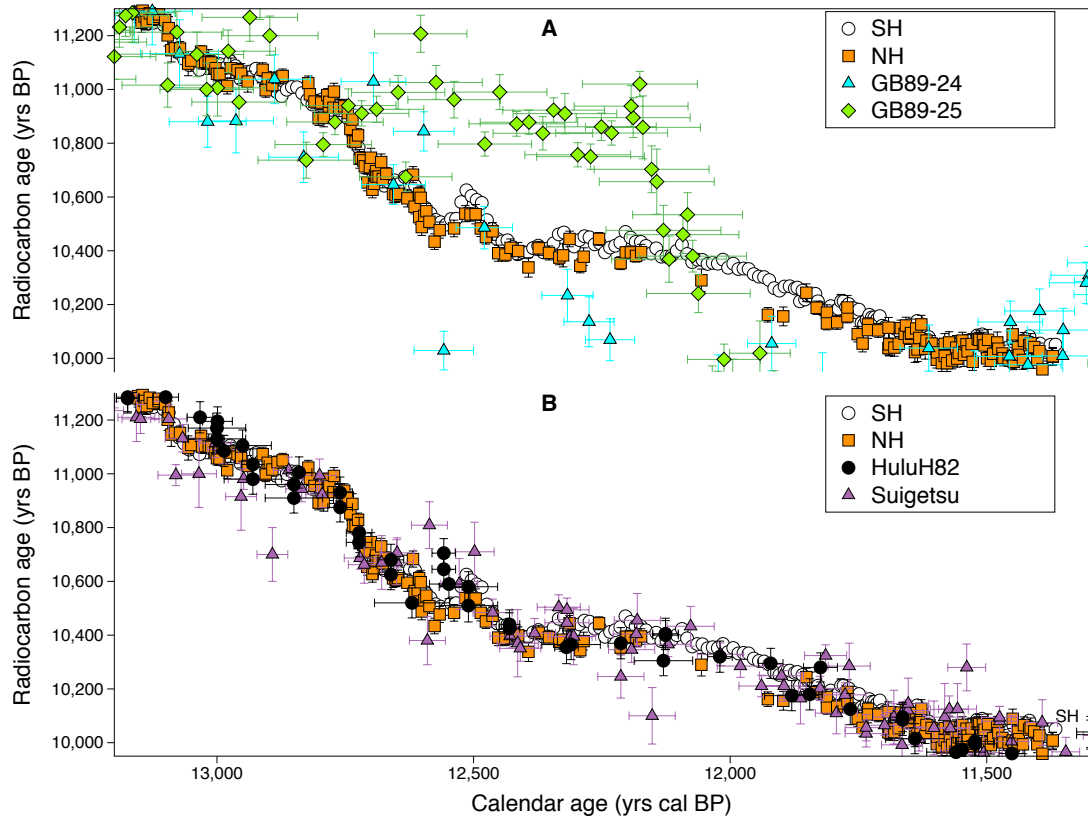 A
SH
NH
GB89-24
GB89-25
11,200
11,000
10,800
10,600
10,400
10,200
10,000
Radiocarbon age (yrs BP)
B
SH
NH
HuluH82
Suigetsu
11,200
11,000
10,800
10,600
10,400
10,200
10,000
Radiocarbon age (yrs BP)
SH =
13,000 12,500 12,000 11,500
Calendar age (yrs cal BP)